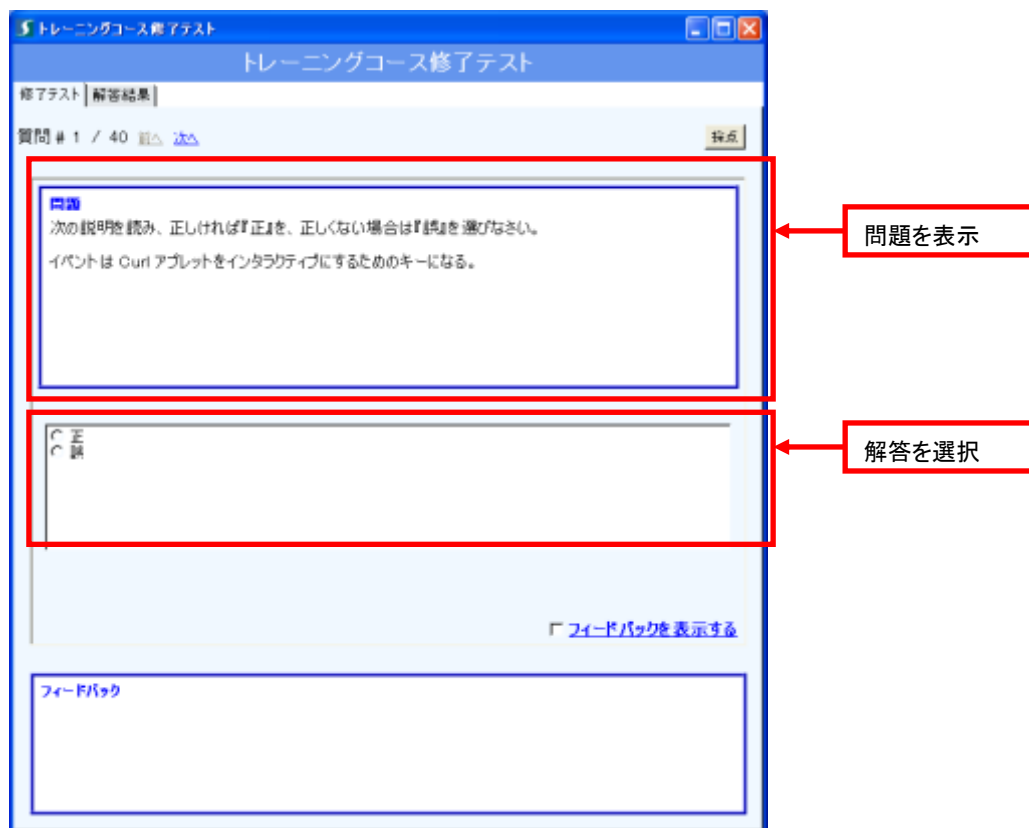 トレーニングコース修了テスト
トレーニングコース修了テスト
修了テスト 解答結果
質問 # 1 / 40 前へ 次へ 採点
問題
次の説明を読み、正しければ『正』を、正しくない場合は『誤』を選びなさい。
イベントは Curl アプレットをインタラクティブにするためのキーになる。
問題を表示
正
誤
解答を選択
フィードバックを表示する
フィードバック